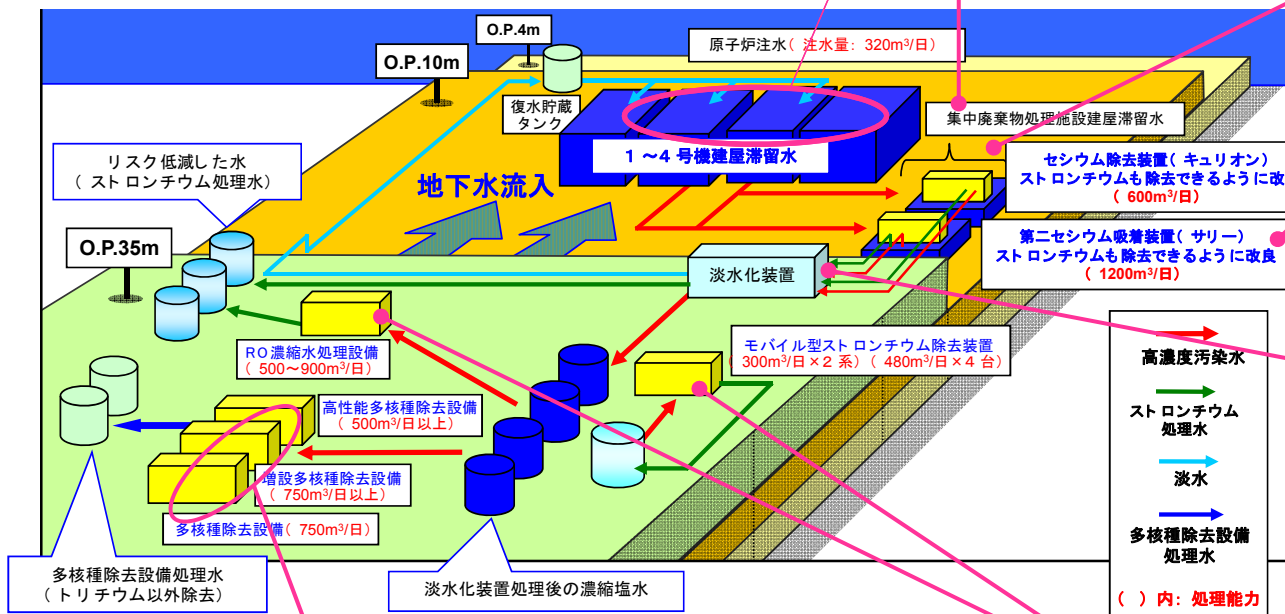 O.P.4m
原子炉注水( 注水量: 320m³/日)
O.P.10m
復水貯蔵
タンク
集中廃棄物処理施設建屋滞留水
１～４号機建屋滞留水
リスク低減した水
( ストロンチウム処理水)
セシウム除去装置( キュリオン)
ストロンチウムも除去できるように改
( 600m³/日)
地下水流入
O.P.35m
第二セシウム吸着装置( サリー)
ストロンチウムも除去できるように改良
( 1200m³/日)
淡水化装置
RO濃縮水処理設備
( 500～900m³/日)
モバイル型ストロンチウム除去装置
( 300m³/日×2 系) ( 480m³/日×4 台)
高濃度汚染水
ストロンチウム
処理水
淡水
多核種除去設備
処理水
( ) 内: 処理能力
高性能多核種除去設備
( 500m³/日以上)
増設多核種除去設備
( 750m³/日以上)
多核種除去設備( 750m³/日)
多核種除去設備処理水
( トリチウム以外除去)
淡水化装置処理後の濃縮塩水